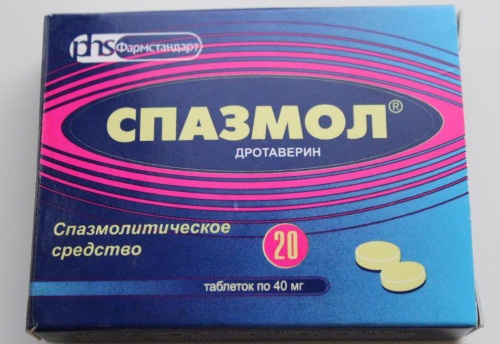 phs Фармстандарт
СПАЗМОЛ®
ДРОТАВЕРИН
Спазмолитическое
средство
20
таблеток по 40 мг